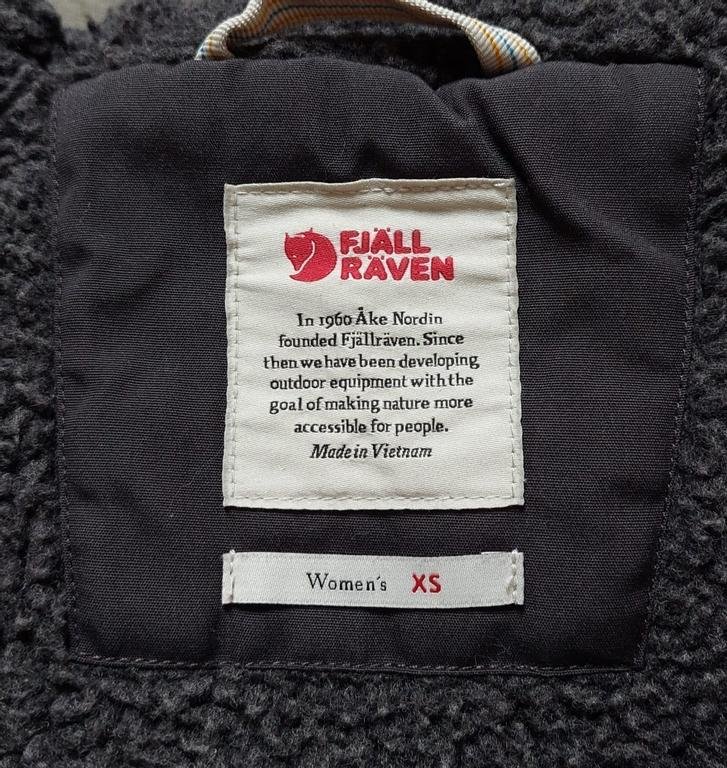 FJÄLL
RÄVEN
In 1960 Åke Nordin
founded Fjällräven. Since
then we have been developing
outdoor equipment with the
goal of making nature more
accessible for people.
Made in Vietnam
Women's XS